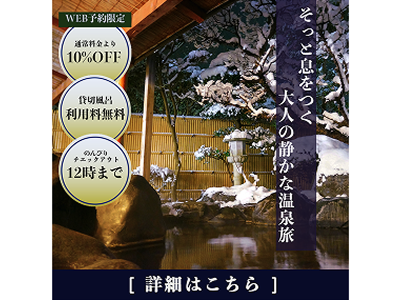 WEB予約限定
通常料金より
10%OFF
貸切風呂
利用料無料
のんびり
チェックアウト
12時まで
そっと息をつく
大人の静かな温泉旅
[ 詳細はこちら ]